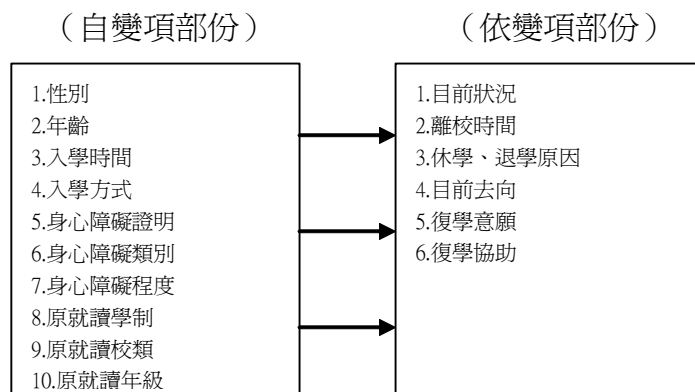 （自變項部份）
（依變項部份）
1.性別
2.年齡
3.入學時間
4.入學方式
5.身心障礙證明
6.身心障礙類別
7.身心障礙程度
8.原就讀學制
9.原就讀校類
10.原就讀年級
1.目前狀況
2.離校時間
3.休學、退學原因
4.目前去向
5.復學意願
6.復學協助